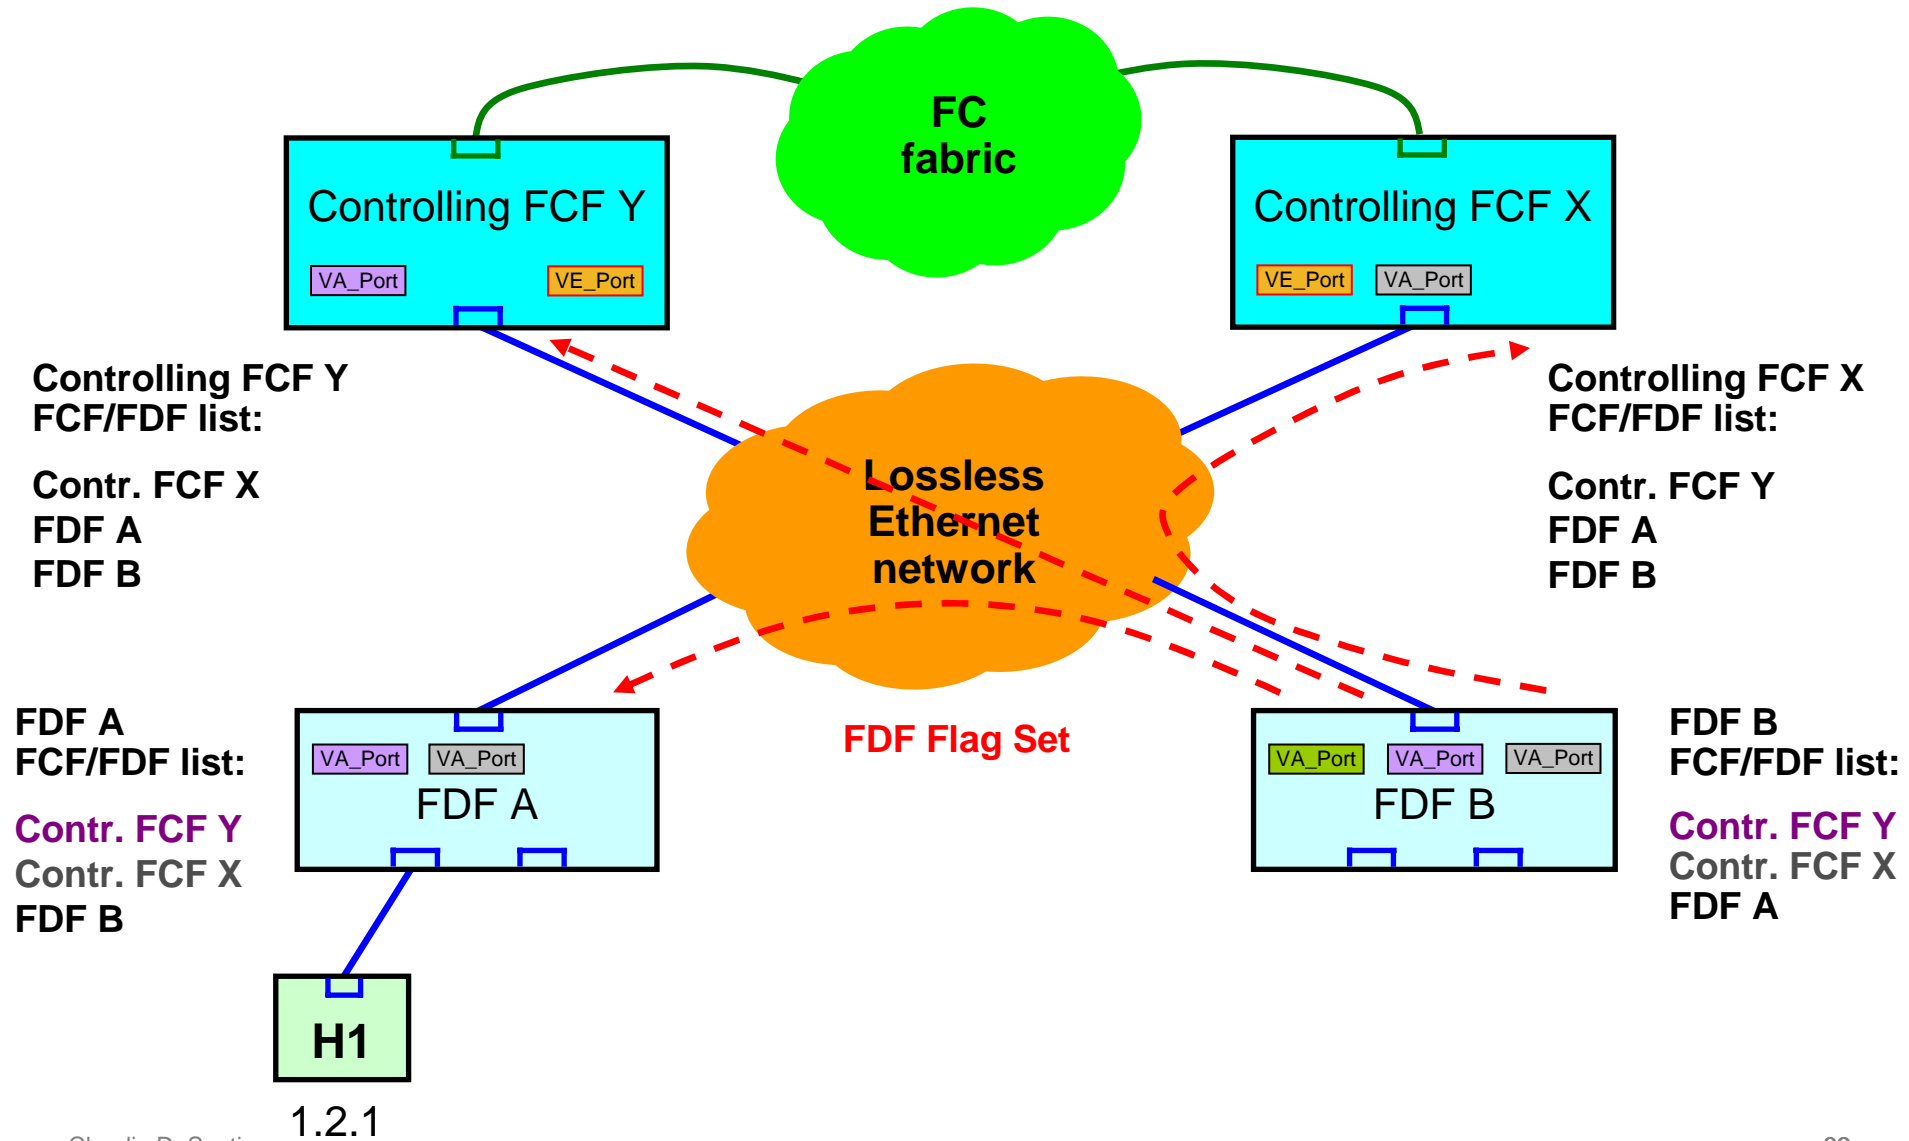 FC
fabric
Controlling FCF Y
VA_Port
VE_Port
Controlling FCF X
VE_Port
VA_Port
Controlling FCF Y
FCF/FDF list:
Contr. FCF X
FDF A
FDF B
Lossless
Ethernet
network
Controlling FCF X
FCF/FDF list:
Contr. FCF Y
FDF A
FDF B
FDF A
FCF/FDF list:
Contr. FCF Y
Contr. FCF X
FDF B
VA_Port
VA_Port
FDF A
FDF Flag Set
VA_Port
VA_Port
VA_Port
FDF B
FDF B
FCF/FDF list:
Contr. FCF Y
Contr. FCF X
FDF A
H1
1.2.1